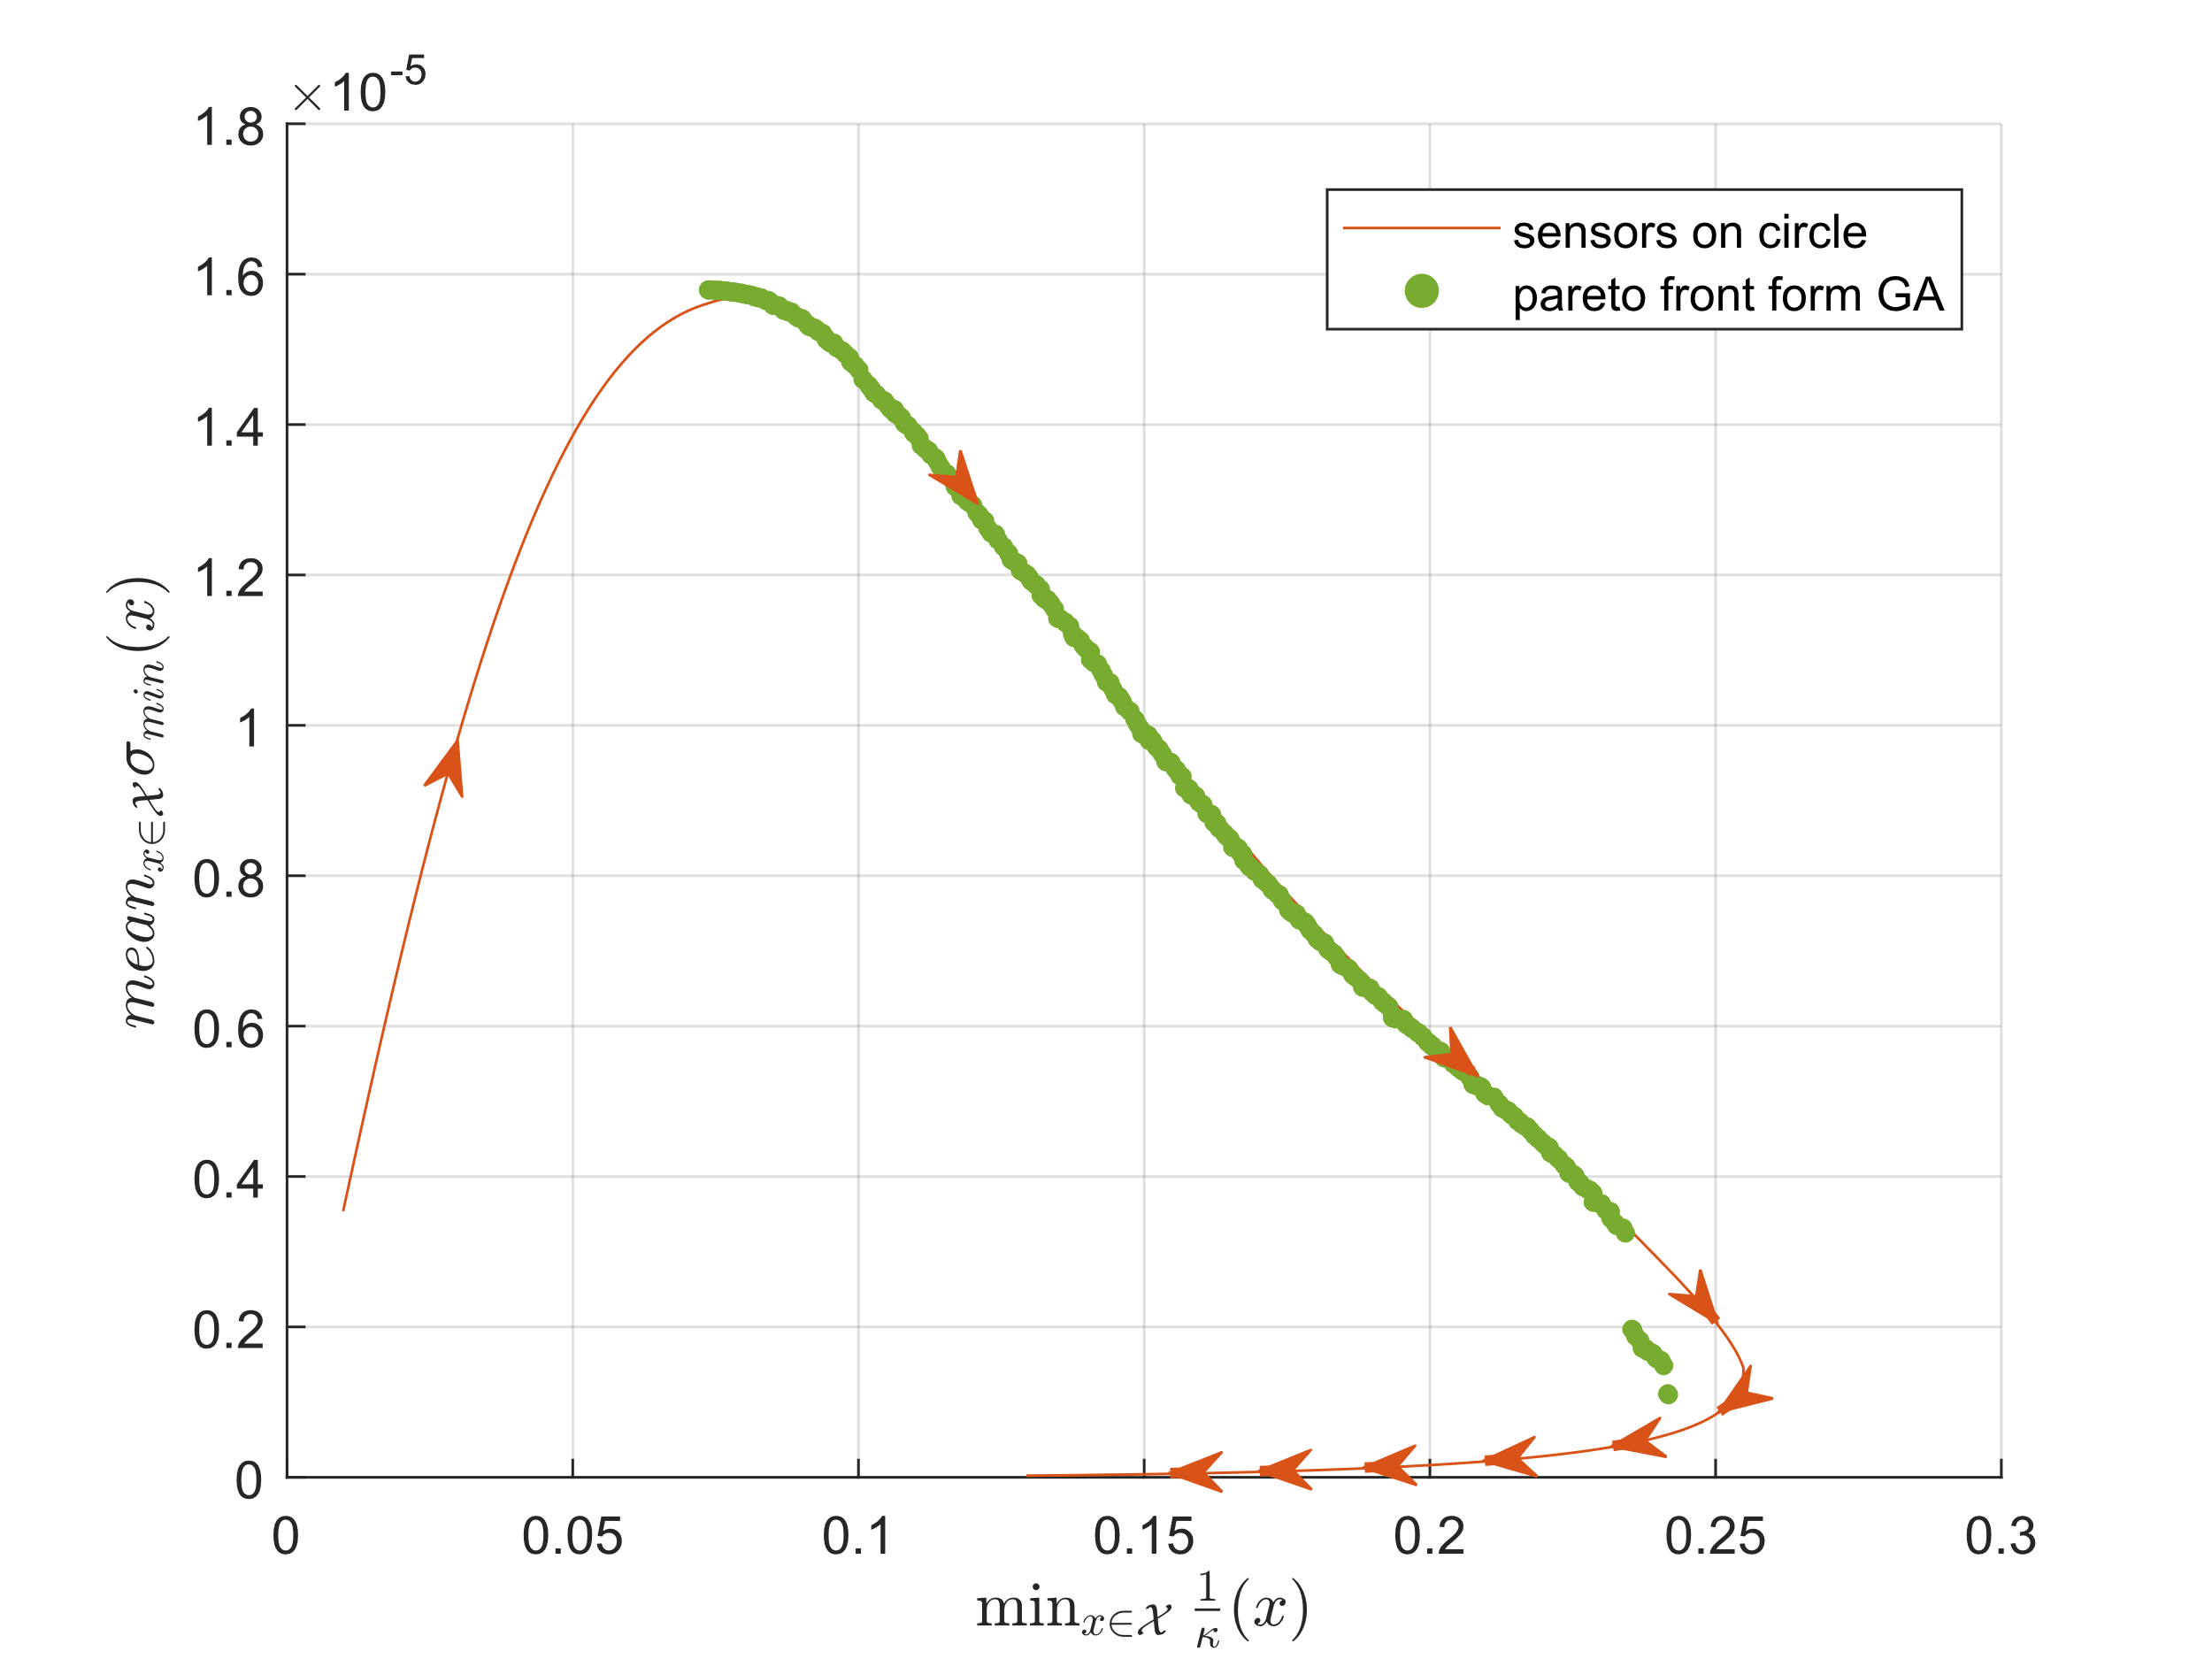 ×10⁻⁵
1.8
1.6
1.4
1.2
1
0.8
0.6
0.4
0.2
0
0 0.05 0.1 0.15 0.2 0.25 0.3
sensors on circle
pareto front form GA
mean_{x∈𝒳} σ_{min}(x)
min_{x∈𝒳} 1/κ (x)